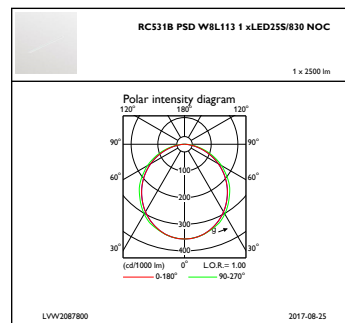 RC531B PSD W8L113 1 xLED25S/830 NOC
1 x 2500 lm
Polar intensity diagram
120° 180° 120°
90° 90°
100
60° 60°
200
300
30° 400 30°
(cd/1000 lm) 0° L.O.R.= 1.00
0-180° 90-270°
LVW2087800 2017-08-25